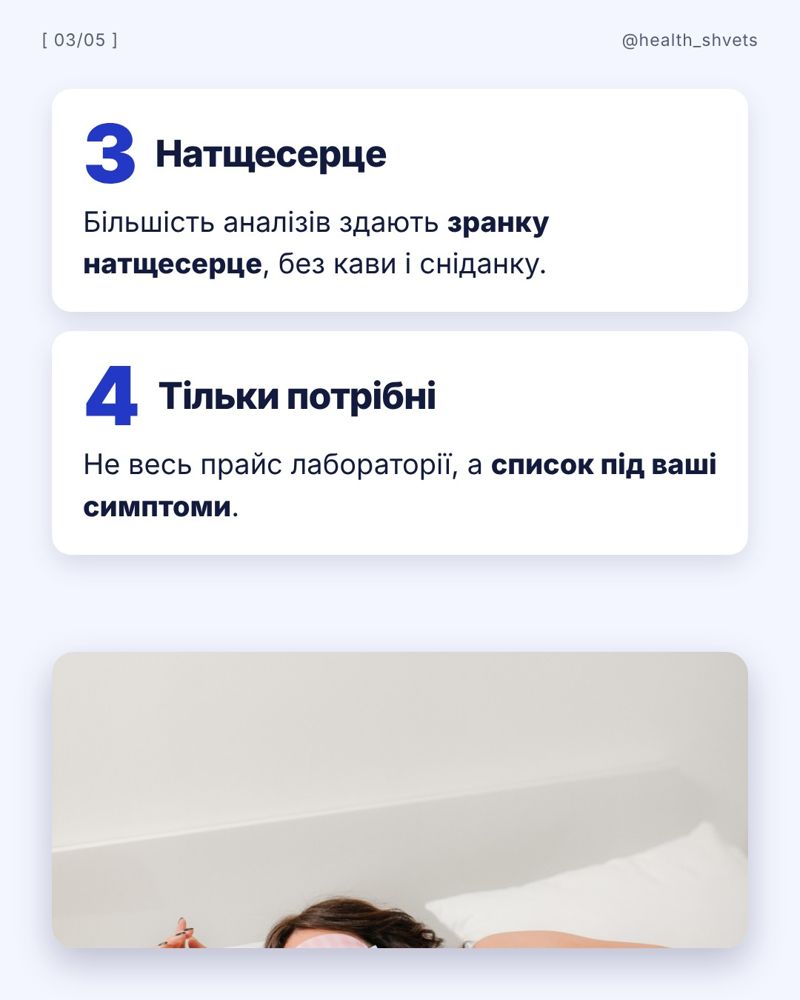 [ 03/05 ]
@health_shvets
3 Натщесерце
Більшість аналізів здають зранку
натщесерце, без кави і сніданку.
4 Тільки потрібні
Не весь прайс лабораторії, а список під ваші
симптоми.